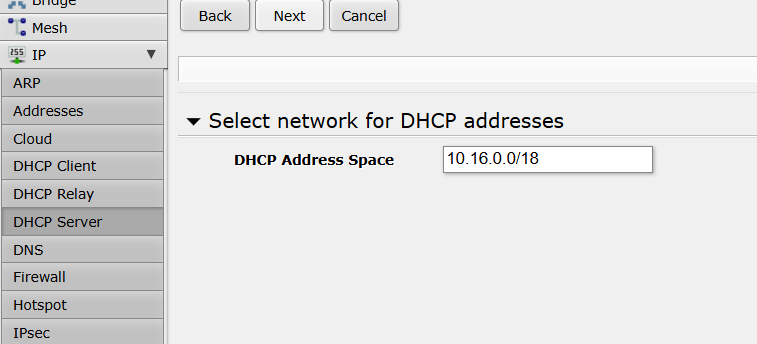 Bridge
Back
Next
Cancel
Mesh
255
IP
ARP
Addresses
Cloud
DHCP Client
DHCP Relay
DHCP Server
DNS
Firewall
Hotspot
IPsec
Select network for DHCP addresses
DHCP Address Space
10.16.0.0/18